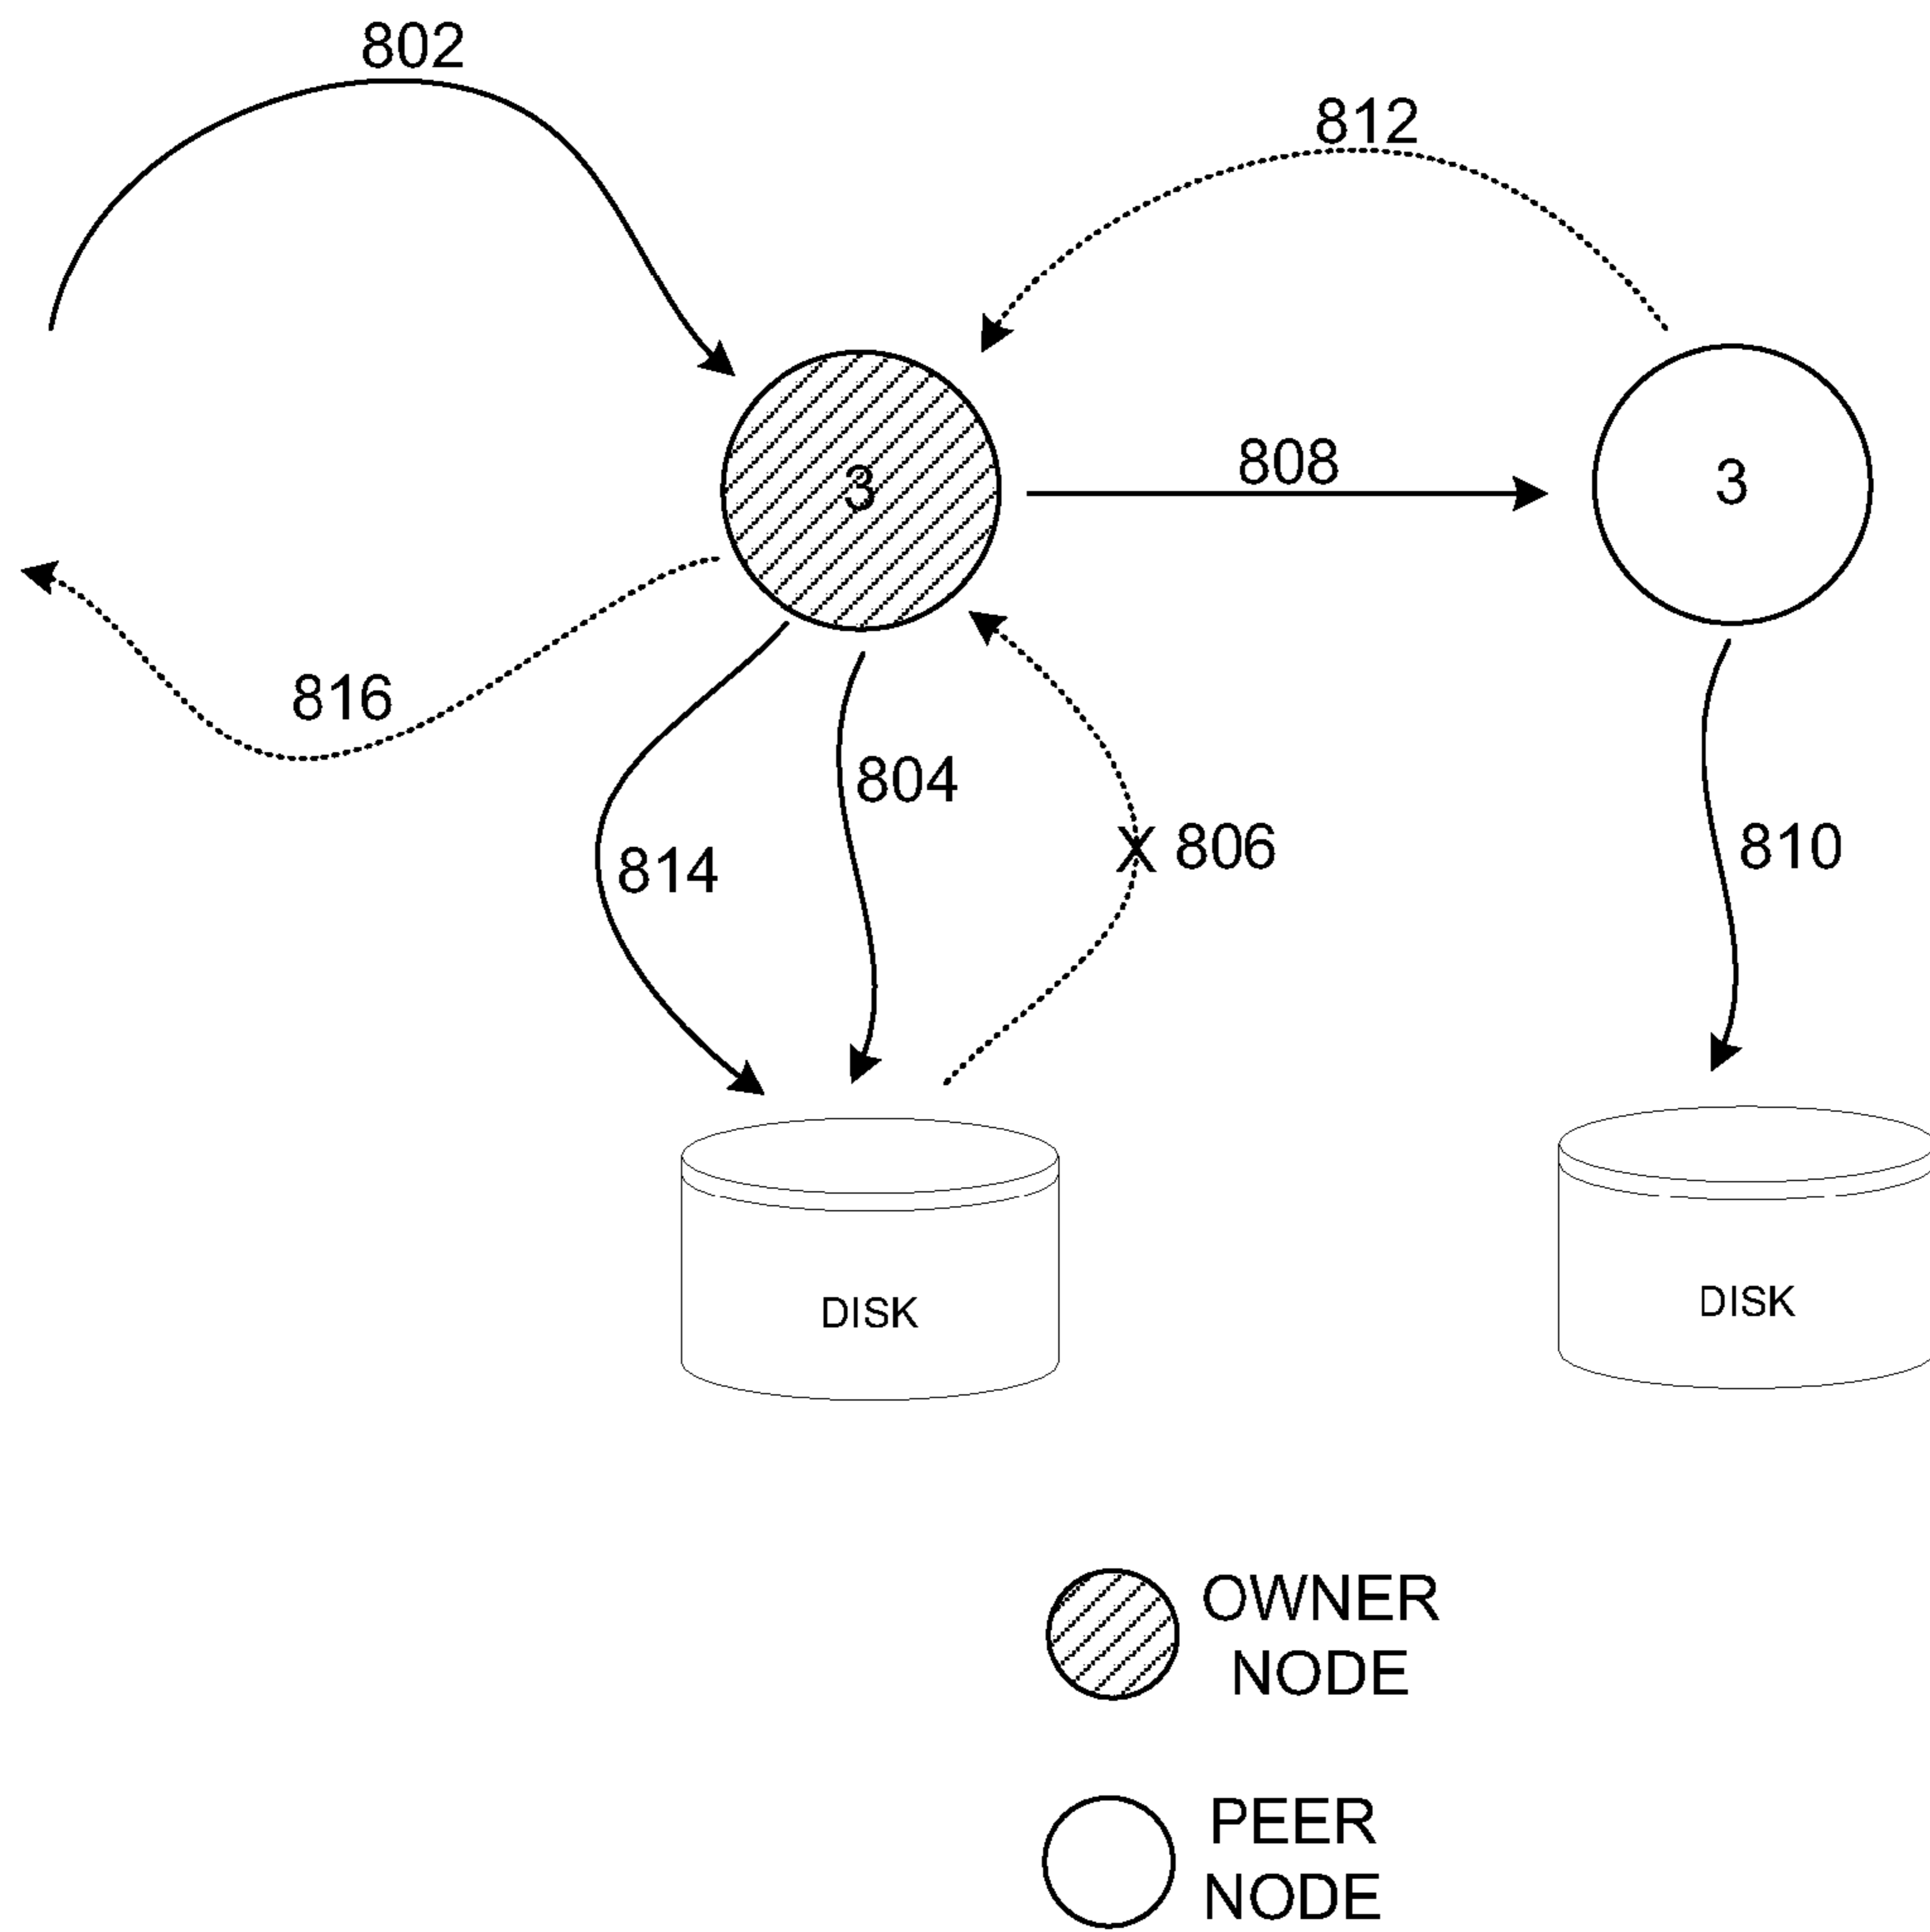 802
812
808
3
3
816
804
814
X 806
810
DISK
DISK
OWNER
NODE
PEER
NODE